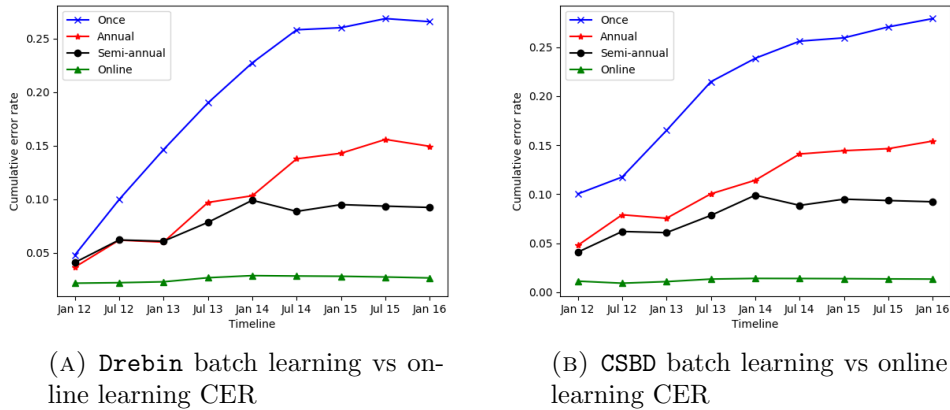 Once
Annual
Semi-annual
Online
Cumulative error rate
0.25
0.20
0.15
0.10
0.05
Jan 12 Jul 12 Jan 13 Jul 13 Jan 14 Jul 14 Jan 15 Jul 15 Jan 16
Timeline
(A) Drebin batch learning vs on-
line learning CER
Once
Annual
Semi-annual
Online
Cumulative error rate
0.25
0.20
0.15
0.10
0.05
0.00
Jan 12 Jul 12 Jan 13 Jul 13 Jan 14 Jul 14 Jan 15 Jul 15 Jan 16
Timeline
(B) CSBD batch learning vs online
learning CER